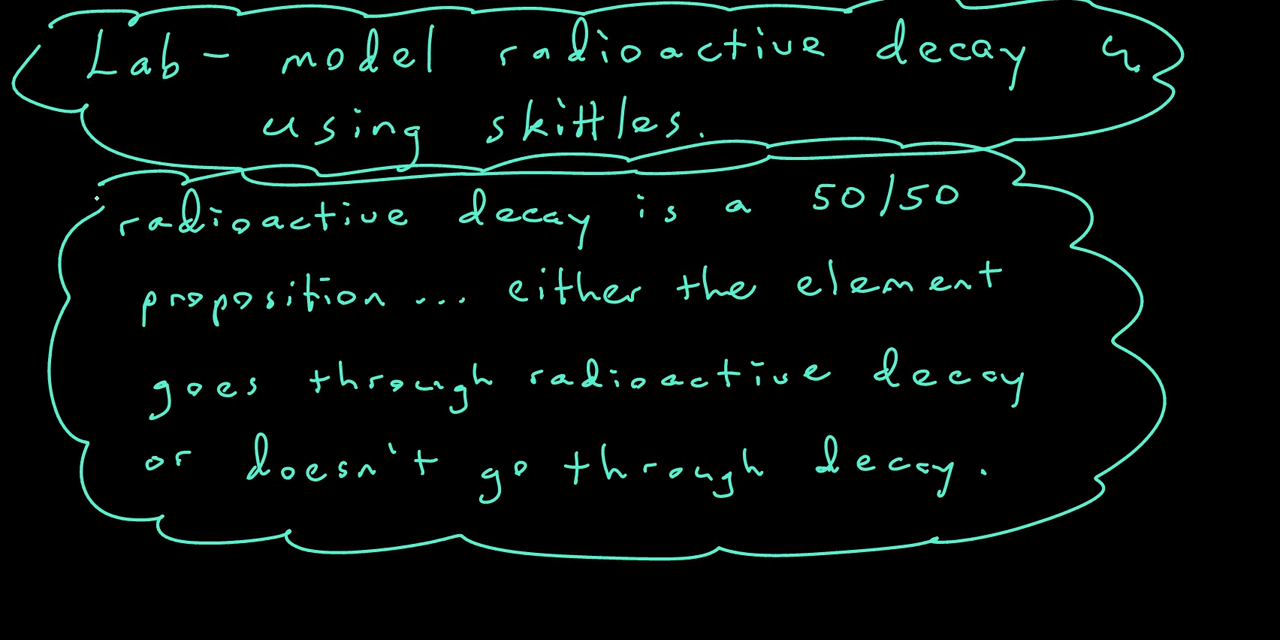 Lab - model radioactive decay
using skittles.
radioactive decay is a 50/50
proposition... either the element
goes through radioactive decay
or doesn't go through decay.